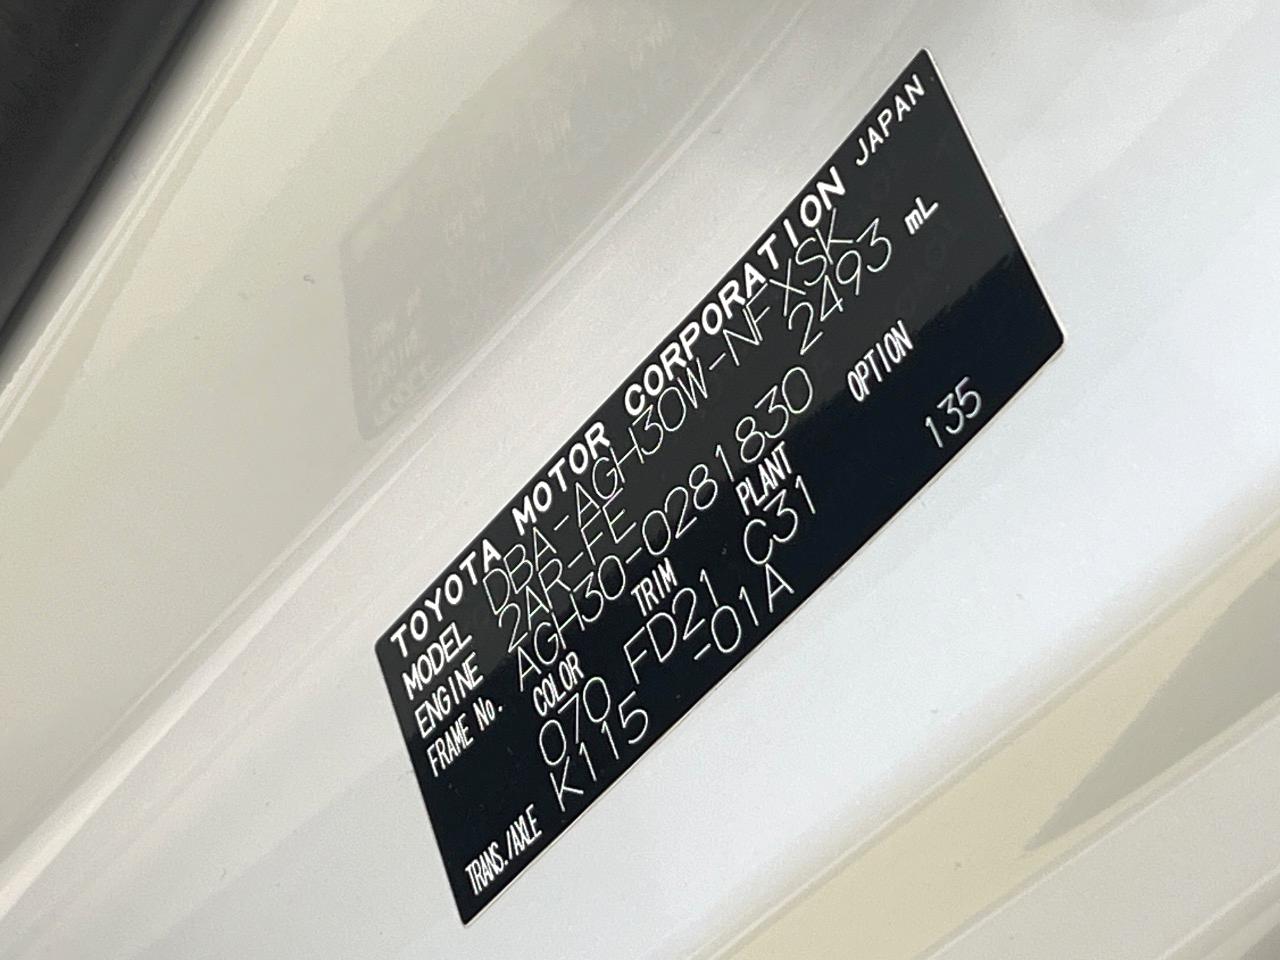 TOYOTA MOTOR CORPORATION JAPAN
MODEL DBA-AGH30W-NFXSK
ENGINE 2AR-FE 2493 mL
FRAME No. AGH30-0281830
COLOR TRIM PLANT OPTION
070 FD21 C31 135
TRANS./AXLE K115 -01A